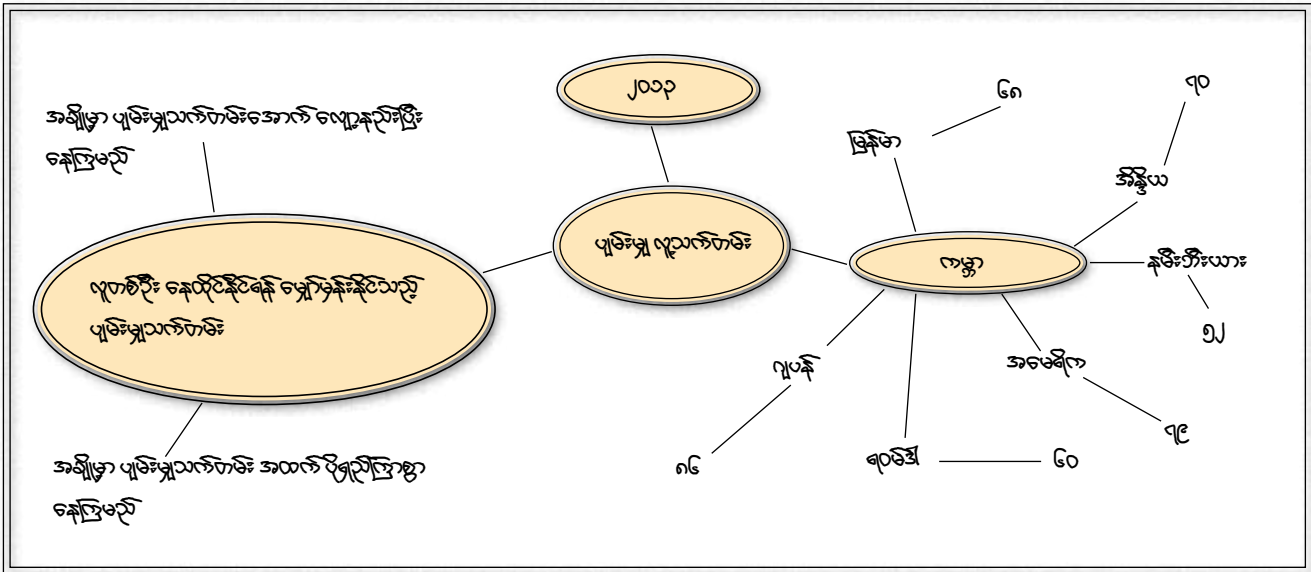 ၂၀၁၃
အချို့မှာ ပျမ်းမျှသက်တမ်းအောက် လျော့နည်းပြီး
နေကြမည်
လူတစ်ဦး နေထိုင်နိုင်ရန် မျှော်မှန်းနိုင်သည့်
ပျမ်းမျှသက်တမ်း
အချို့မှာ ပျမ်းမျှသက်တမ်း အထက် ပိုရှည်ကြာစွာ
နေကြမည်
ပျမ်းမျှ လူ့သက်တမ်း
ကမ္ဘာ
မြန်မာ
၆၈
အိန္ဒိယ
၇၀
နမီးဘီးယား
၅၂
အမေရိက
၇၉
ရဝမ်ဒါ
၆၀
ဂျပန်
၈၆